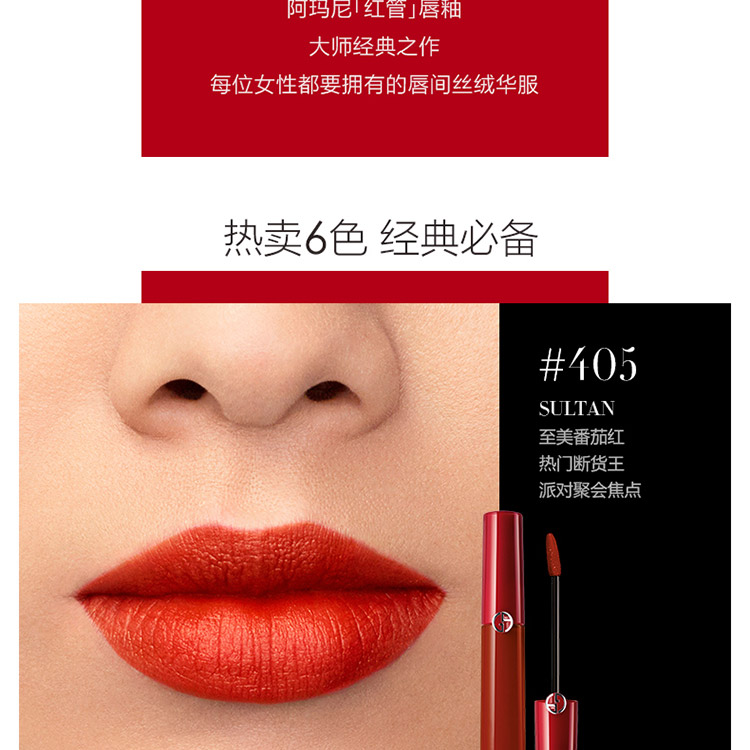 阿玛尼「红管」唇釉
大师经典之作
每位女性都要拥有的唇间丝绒华服
热卖6色 经典必备
#405
SULTAN
至美番茄红
热门断货王
派对聚会焦点